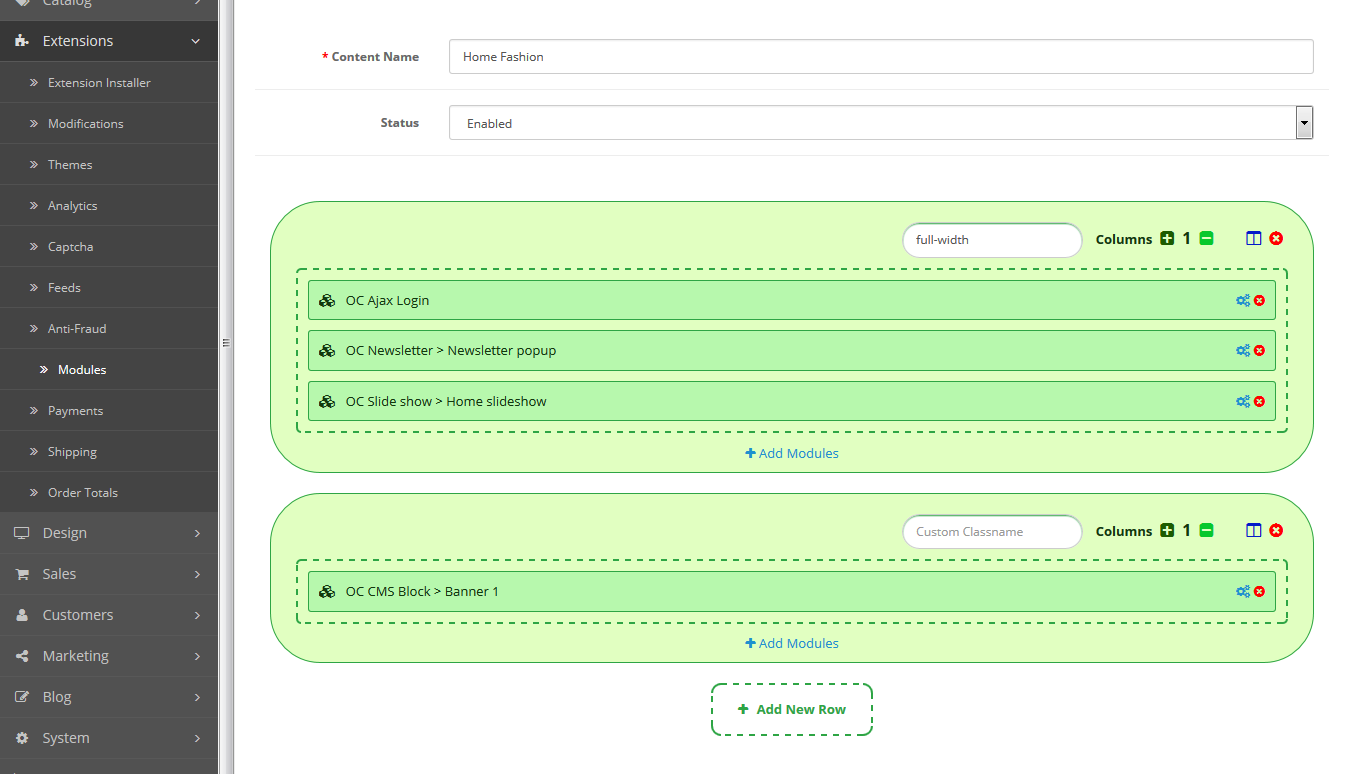 Catalog
Extensions
Extension Installer
Modifications
Themes
Analytics
Captcha
Feeds
Anti-Fraud
Modules
Payments
Shipping
Order Totals
Design
Sales
Customers
Marketing
Blog
System
* Content Name Home Fashion
Status Enabled
full-width Columns 1
OC Ajax Login
OC Newsletter > Newsletter popup
OC Slide show > Home slideshow
Add Modules
Custom Classname Columns 1
OC CMS Block > Banner 1
Add Modules
Add New Row